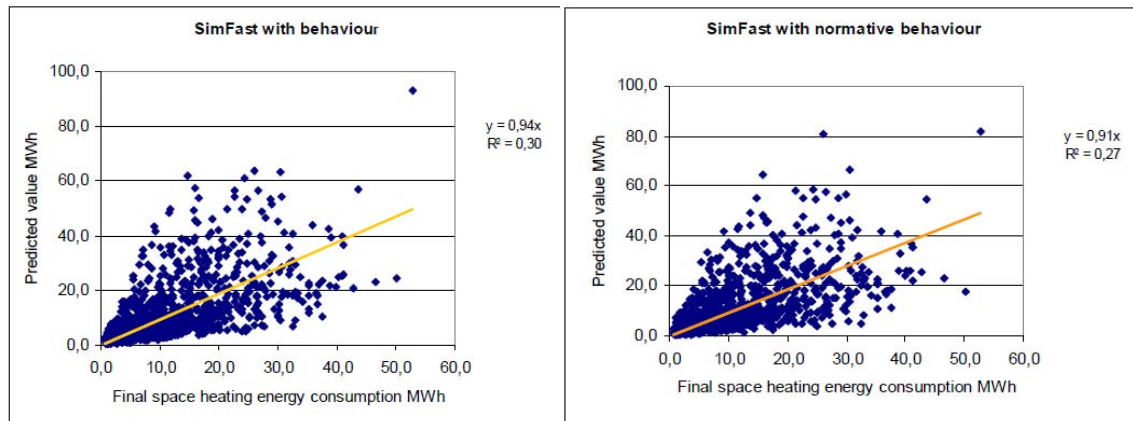 SimFast with behaviour
100,0
80,0
60,0
40,0
20,0
0,0
Predicted value MWh
y = 0,94x
R² = 0,30
0,0 10,0 20,0 30,0 40,0 50,0 60,0
Final space heating energy consumption MWh
SimFast with normative behaviour
100,0
80,0
60,0
40,0
20,0
0,0
Predicted value MWh
y = 0,91x
R² = 0,27
0,0 10,0 20,0 30,0 40,0 50,0 60,0
Final space heating energy consumption MWh